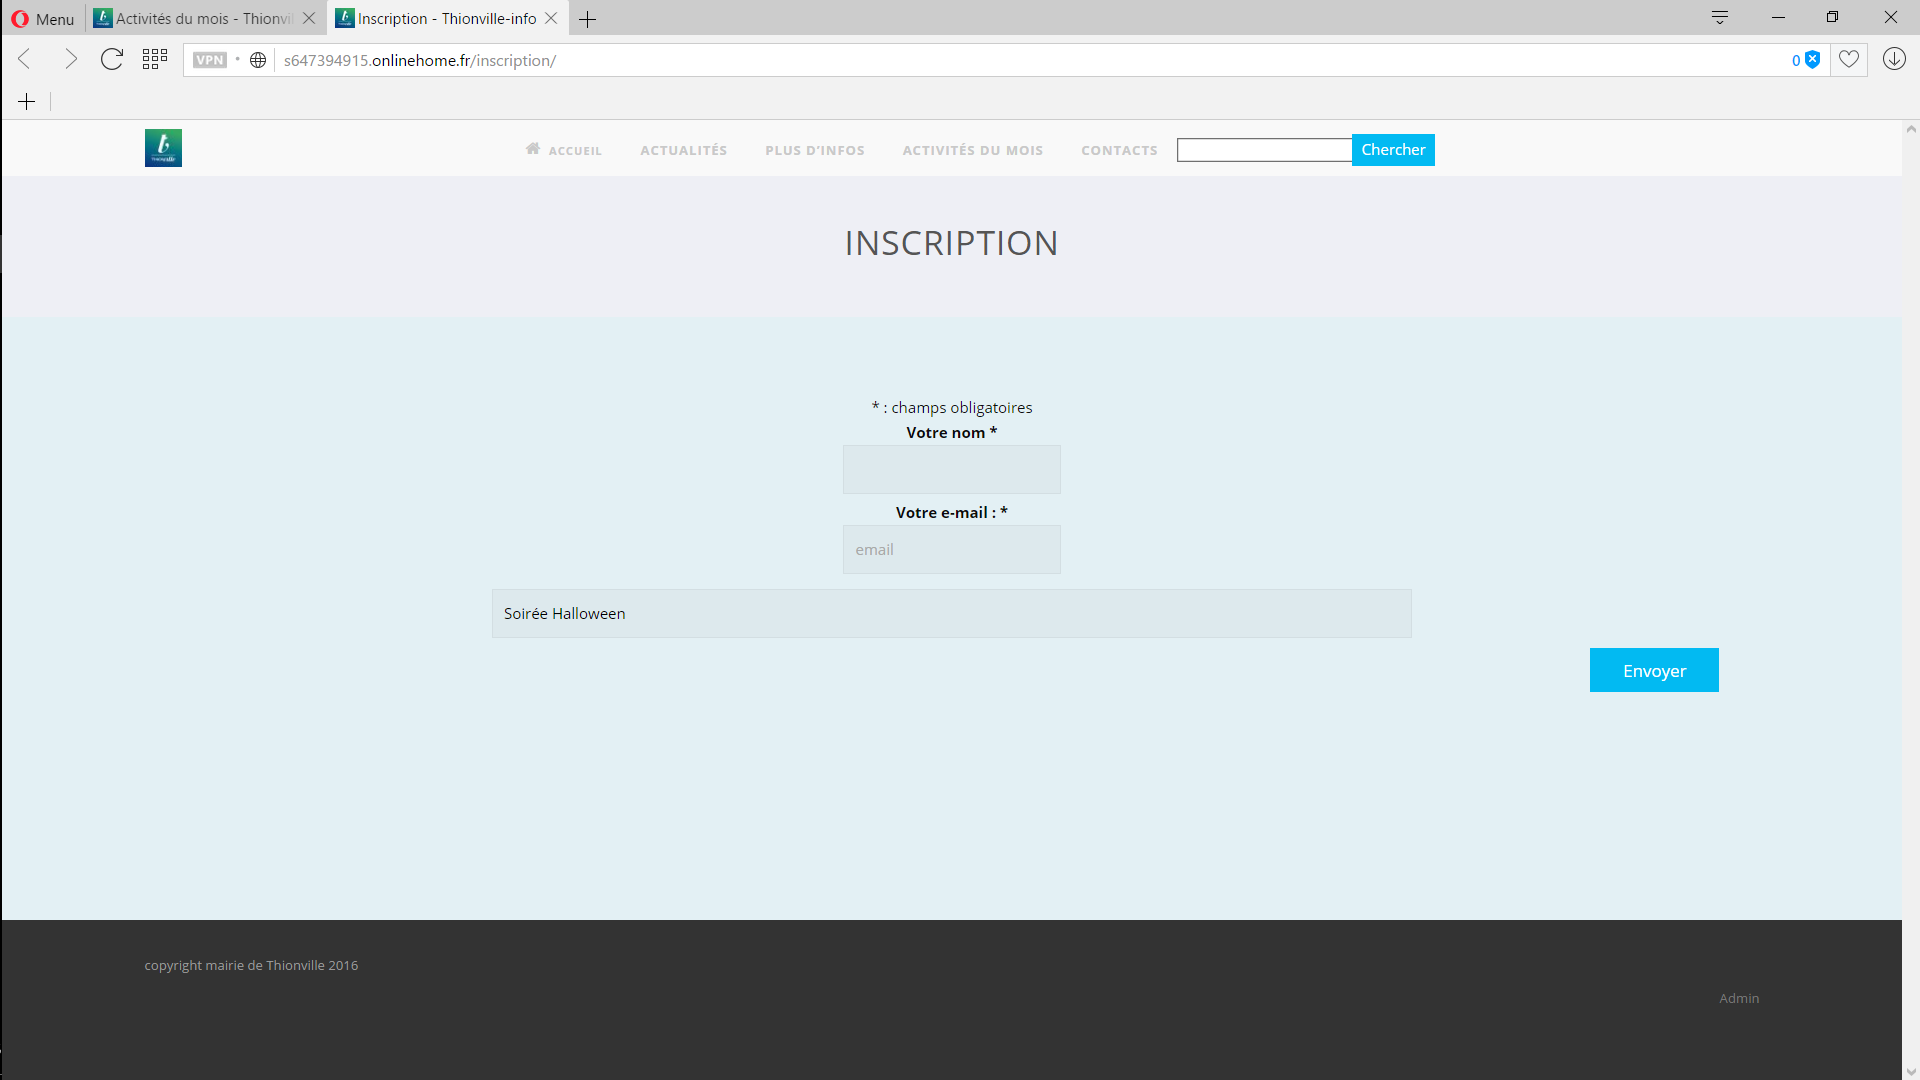 Menu
Activités du mois - Thionvil
Inscription - Thionville-info
VPN
s647394915.onlinehome.fr/inscription/
0
ACCUEIL
ACTUALITÉS
PLUS D'INFOS
ACTIVITÉS DU MOIS
CONTACTS
Chercher
INSCRIPTION
* : champs obligatoires
Votre nom *
Votre e-mail : *
email
Soirée Halloween
Envoyer
copyright mairie de Thionville 2016
Admin